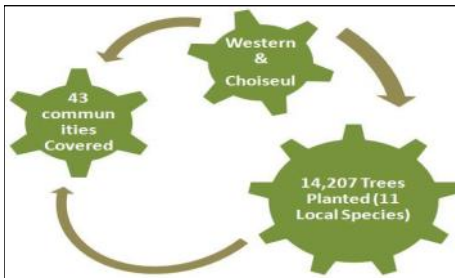 Western
&
Choiseul
43
commun
ities
Covered
14,207 Trees
Planted (11
Local Species)